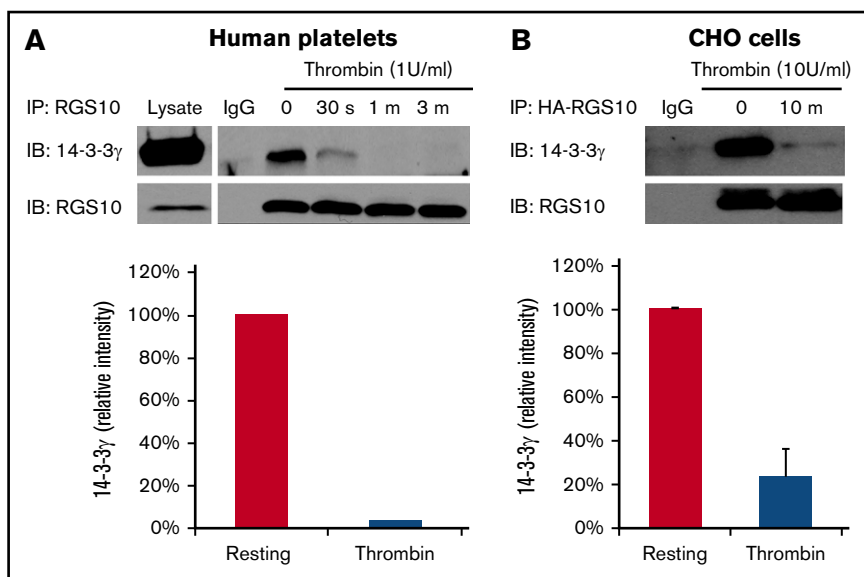 A Human platelets
Thrombin (1U/ml)
IP: RGS10 Lysate IgG 0 30 s 1 m 3 m
IB: 14-3-3γ
IB: RGS10
120%
100%
80%
60%
40%
20%
0%
14-3-3γ (relative intensity)
Resting Thrombin
B CHO cells
Thrombin (10U/ml)
IP: HA-RGS10 IgG 0 10 m
IB: 14-3-3γ
IB: RGS10
120%
100%
80%
60%
40%
20%
0%
14-3-3γ (relative intensity)
Resting Thrombin